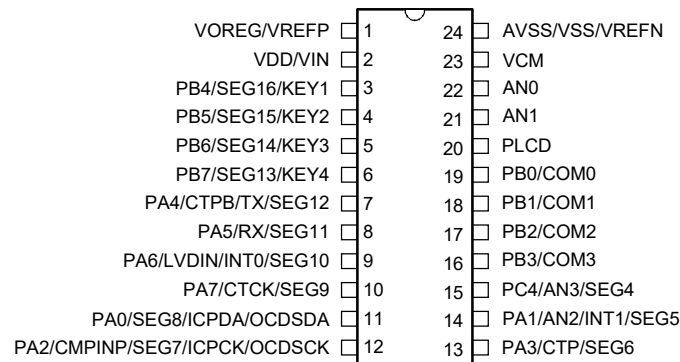 VOREG/VREFP 1 24 AVSS/VSS/VREFN
VDD/VIN 2 23 VCM
PB4/SEG16/KEY1 3 22 AN0
PB5/SEG15/KEY2 4 21 AN1
PB6/SEG14/KEY3 5 20 PLCD
PB7/SEG13/KEY4 6 19 PB0/COM0
PA4/CTPB/TX/SEG12 7 18 PB1/COM1
PA5/RX/SEG11 8 17 PB2/COM2
PA6/LVDIN/INT0/SEG10 9 16 PB3/COM3
PA7/CTCK/SEG9 10 15 PC4/AN3/SEG4
PA0/SEG8/ICPDA/OCDSDA 11 14 PA1/AN2/INT1/SEG5
PA2/CMPINP/SEG7/ICPCK/OCDSCK 12 13 PA3/CTP/SEG6